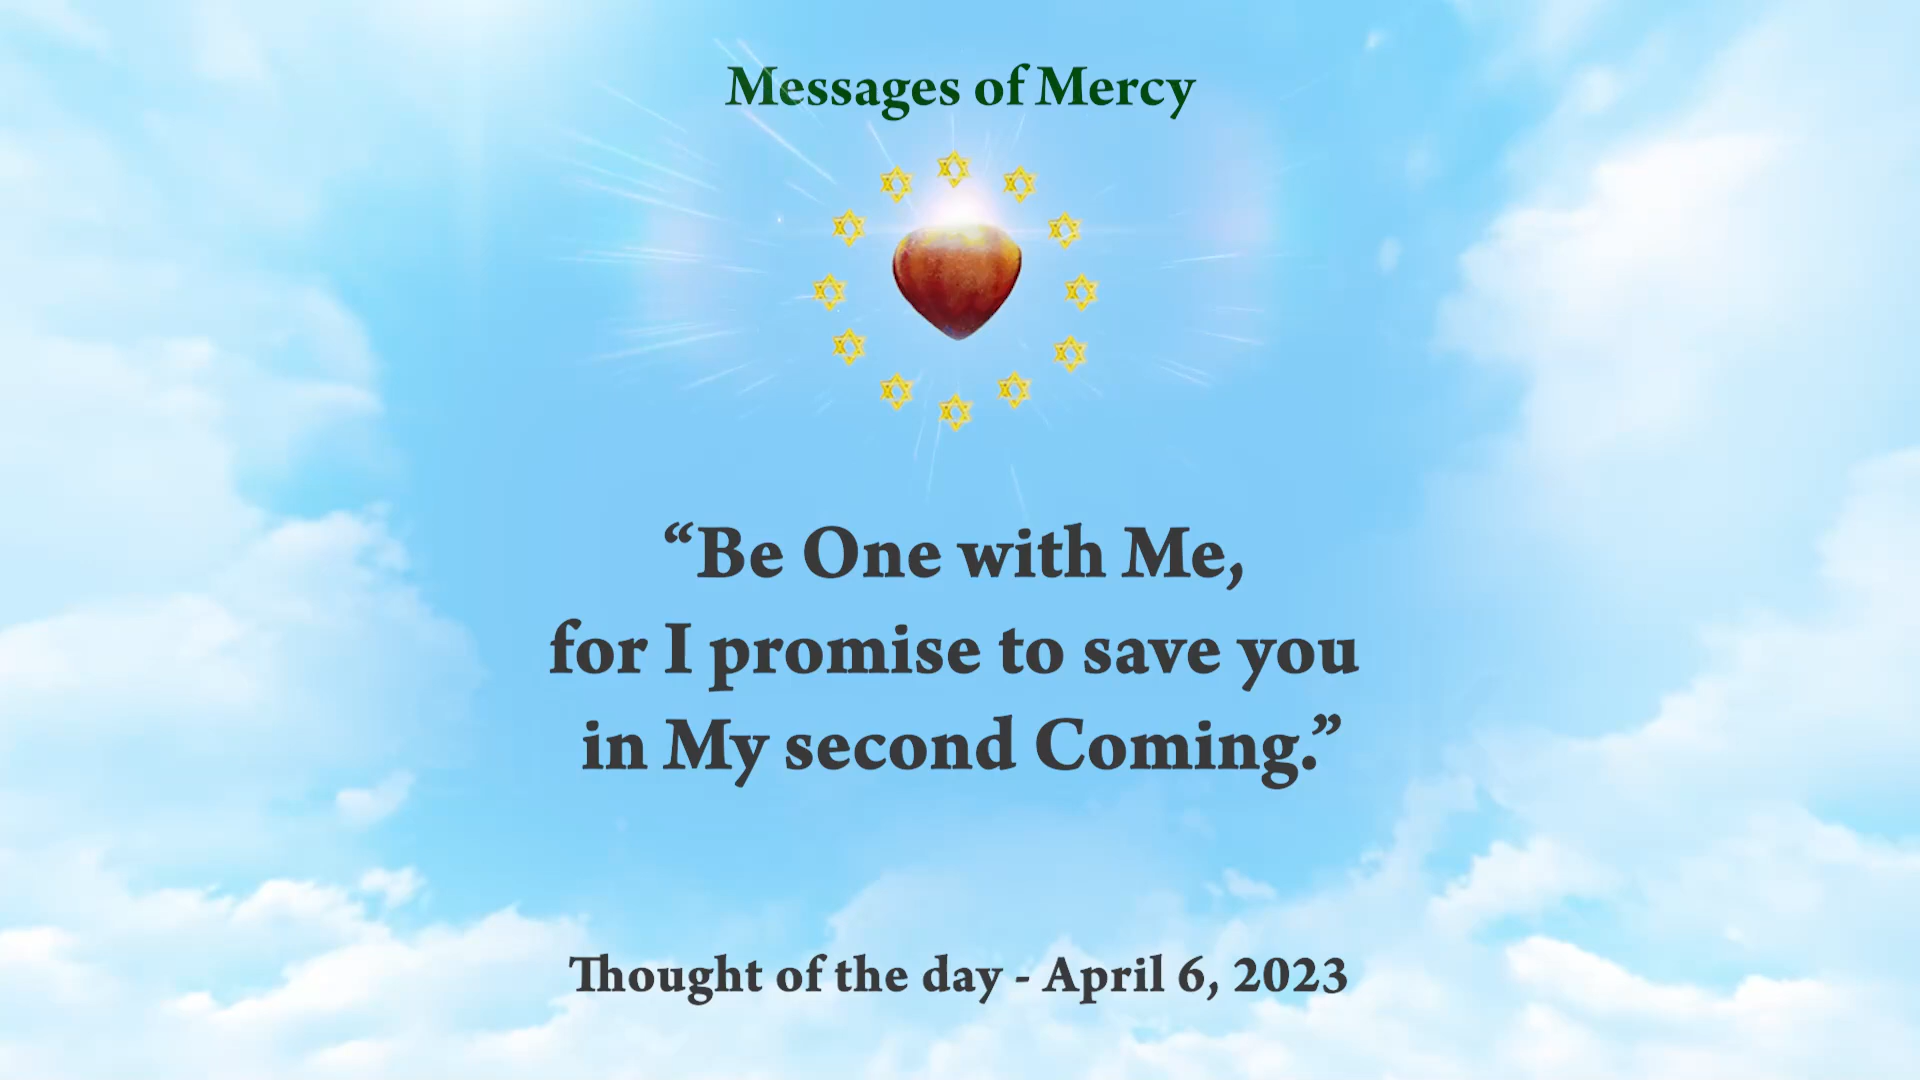 Messages of Mercy
“Be One with Me,
for I promise to save you
in My second Coming.”
Thought of the day - April 6, 2023